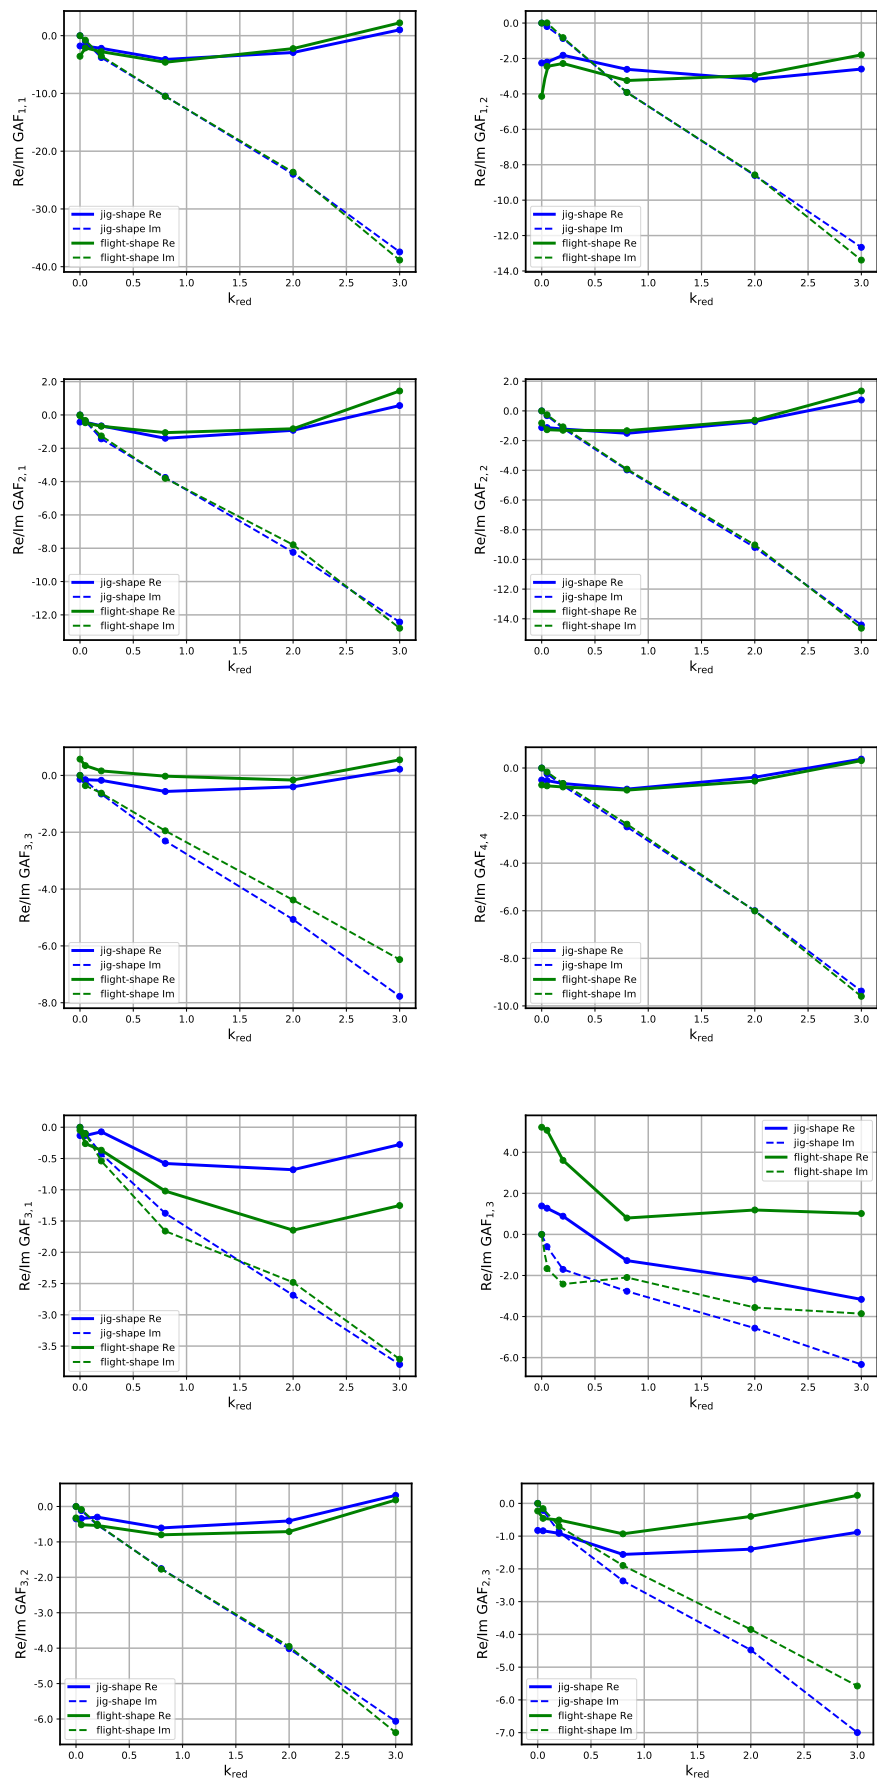 0.0
-10.0
-20.0
-30.0
-40.0
Re/Im GAF1, 1
jig-shape Re
jig-shape Im
flight-shape Re
flight-shape Im
0.0 0.5 1.0 1.5 2.0 2.5 3.0
kred
0.0
-2.0
-4.0
-6.0
-8.0
-10.0
-12.0
-14.0
Re/Im GAF1, 2
jig-shape Re
jig-shape Im
flight-shape Re
flight-shape Im
0.0 0.5 1.0 1.5 2.0 2.5 3.0
kred
2.0
0.0
-2.0
-4.0
-6.0
-8.0
-10.0
-12.0
Re/Im GAF2, 1
jig-shape Re
jig-shape Im
flight-shape Re
flight-shape Im
0.0 0.5 1.0 1.5 2.0 2.5 3.0
kred
2.0
0.0
-2.0
-4.0
-6.0
-8.0
-10.0
-12.0
-14.0
Re/Im GAF2, 2
jig-shape Re
jig-shape Im
flight-shape Re
flight-shape Im
0.0 0.5 1.0 1.5 2.0 2.5 3.0
kred
0.0
-2.0
-4.0
-6.0
-8.0
Re/Im GAF3, 3
jig-shape Re
jig-shape Im
flight-shape Re
flight-shape Im
0.0 0.5 1.0 1.5 2.0 2.5 3.0
kred
0.0
-2.0
-4.0
-6.0
-8.0
-10.0
Re/Im GAF4, 4
jig-shape Re
jig-shape Im
flight-shape Re
flight-shape Im
0.0 0.5 1.0 1.5 2.0 2.5 3.0
kred
0.0
-0.5
-1.0
-1.5
-2.0
-2.5
-3.0
-3.5
Re/Im GAF3, 1
jig-shape Re
jig-shape Im
flight-shape Re
flight-shape Im
0.0 0.5 1.0 1.5 2.0 2.5 3.0
kred
4.0
2.0
0.0
-2.0
-4.0
-6.0
Re/Im GAF1, 3
jig-shape Re
jig-shape Im
flight-shape Re
flight-shape Im
0.0 0.5 1.0 1.5 2.0 2.5 3.0
kred
0.0
-1.0
-2.0
-3.0
-4.0
-5.0
-6.0
Re/Im GAF3, 2
jig-shape Re
jig-shape Im
flight-shape Re
flight-shape Im
0.0 0.5 1.0 1.5 2.0 2.5 3.0
kred
0.0
-1.0
-2.0
-3.0
-4.0
-5.0
-6.0
-7.0
Re/Im GAF2, 3
jig-shape Re
jig-shape Im
flight-shape Re
flight-shape Im
0.0 0.5 1.0 1.5 2.0 2.5 3.0
kred